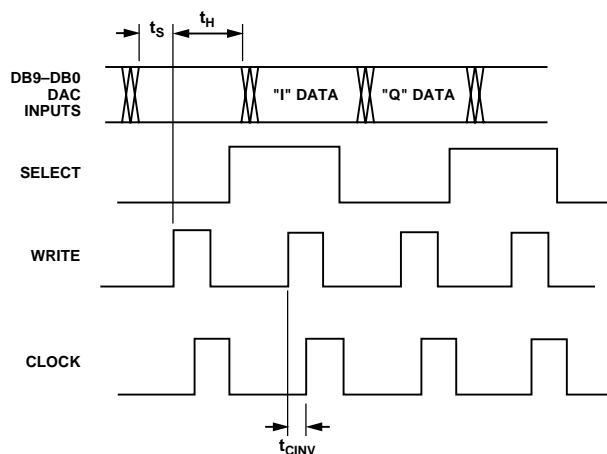 tS
tH
DB9–DB0
DAC
INPUTS
"I" DATA
"Q" DATA
SELECT
WRITE
CLOCK
tCINV